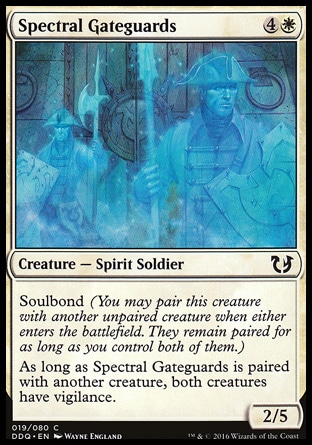 Spectral Gateguards 4
Creature — Spirit Soldier
Soulbond (You may pair this creature
with another unpaired creature when either
enters the battlefield. They remain paired for
as long as you control both of them.)
As long as Spectral Gateguards is paired
with another creature, both creatures
have vigilance.
2/5
019/080 C
DDQ • EN Wayne England
™ & © 2016 Wizards of the Coast